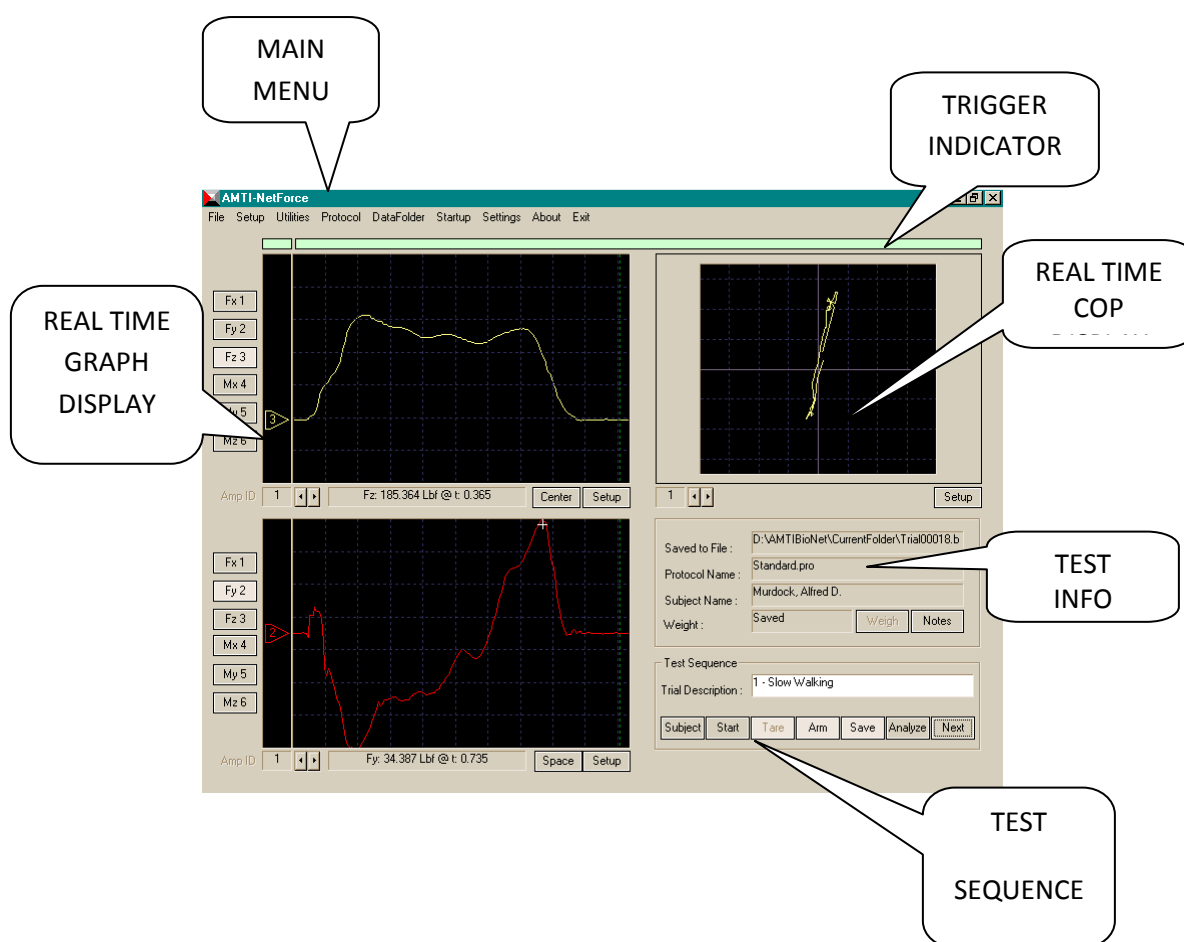 MAIN
MENU
TRIGGER
INDICATOR
AMTI-NetForce
File Setup Utilities Protocol DataFolder Startup Settings About Exit
REAL TIME
GRAPH
DISPLAY
REAL TIME
COP
Fx 1
Fy 2
Fz 3
Mx 4
My 5
Mz 6
3
Amp ID 1 Fz: 185.364 Lbf @ t: 0.365 Center Setup
1 Setup
Fx 1
Fy 2
Fz 3
Mx 4
My 5
Mz 6
2
Amp ID 1 Fy: 34.387 Lbf @ t: 0.735 Space Setup
Saved to File : D:\AMTIBioNet\CurrentFolder\Trial00018.b
Protocol Name : Standard.pro
Subject Name : Murdock, Alfred D.
Weight : Saved Weigh Notes
TEST
INFO
Test Sequence
Trial Description : 1 - Slow Walking
Subject Start Tare Arm Save Analyze Next
TEST
SEQUENCE